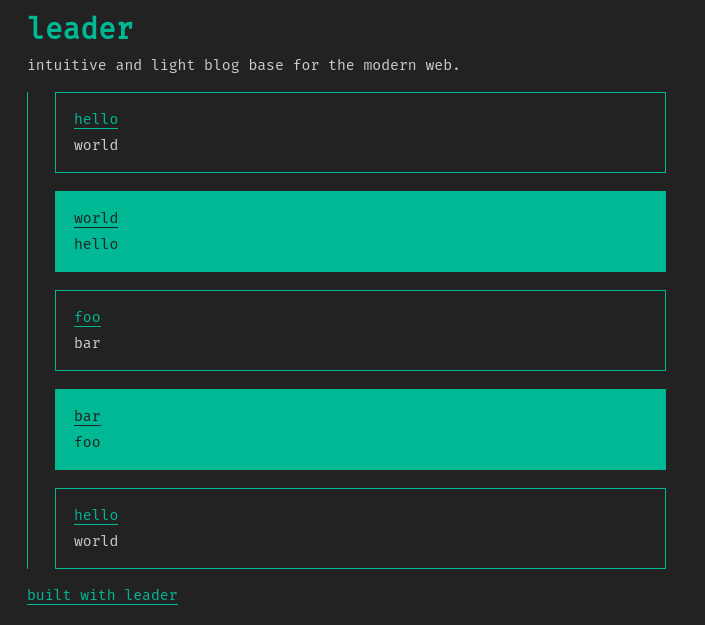 leader
intuitive and light blog base for the modern web.
hello
world
world
hello
foo
bar
bar
foo
hello
world
built with leader